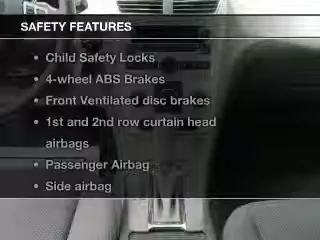 SAFETY FEATURES
• Child Safety Locks
• 4-wheel ABS Brakes
• Front Ventilated disc brakes
• 1st and 2nd row curtain head
airbags
• Passenger Airbag
• Side airbag